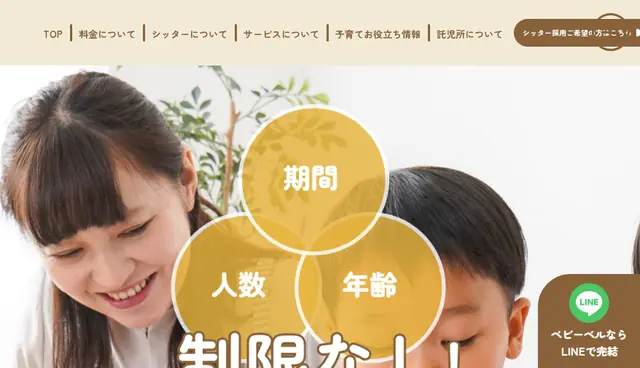 TOP
料金について
シッターについて
サービスについて
子育てお役立ち情報
託児所について
シッター採用ご希望の方はこちら
期間
人数
年齢
制限なし!
LINE
ベビーベルなら
LINEで完結